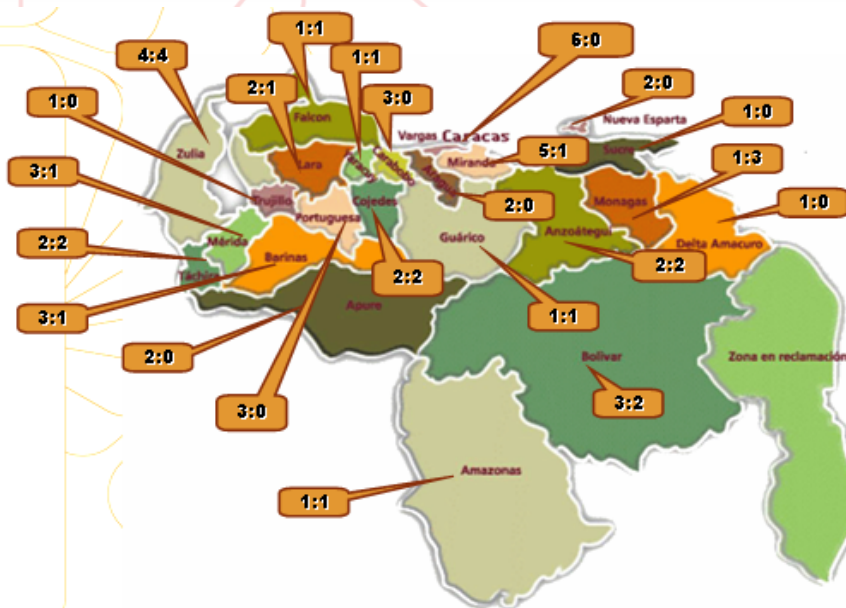 1:1
6:0
4:4
1:1
2:0
1:0
2:1
3:0
Nueva Esparta
1:0
Falcon
Vargas Caracas
Zulia
Lara
Yaracuy
Carabobo
Miranda
5:1
Sucre
1:3
3:1
Aragua
Trujillo
Cojedes
2:0
Monagas
1:0
Portuguesa
Mérida
Guárico
Anzoátegui
Delta Amacuro
2:2
Barinas
Táchira
2:2
2:2
3:1
Apure
1:1
2:0
Bolívar
Zona en reclamación
3:0
3:2
Amazonas
1:1